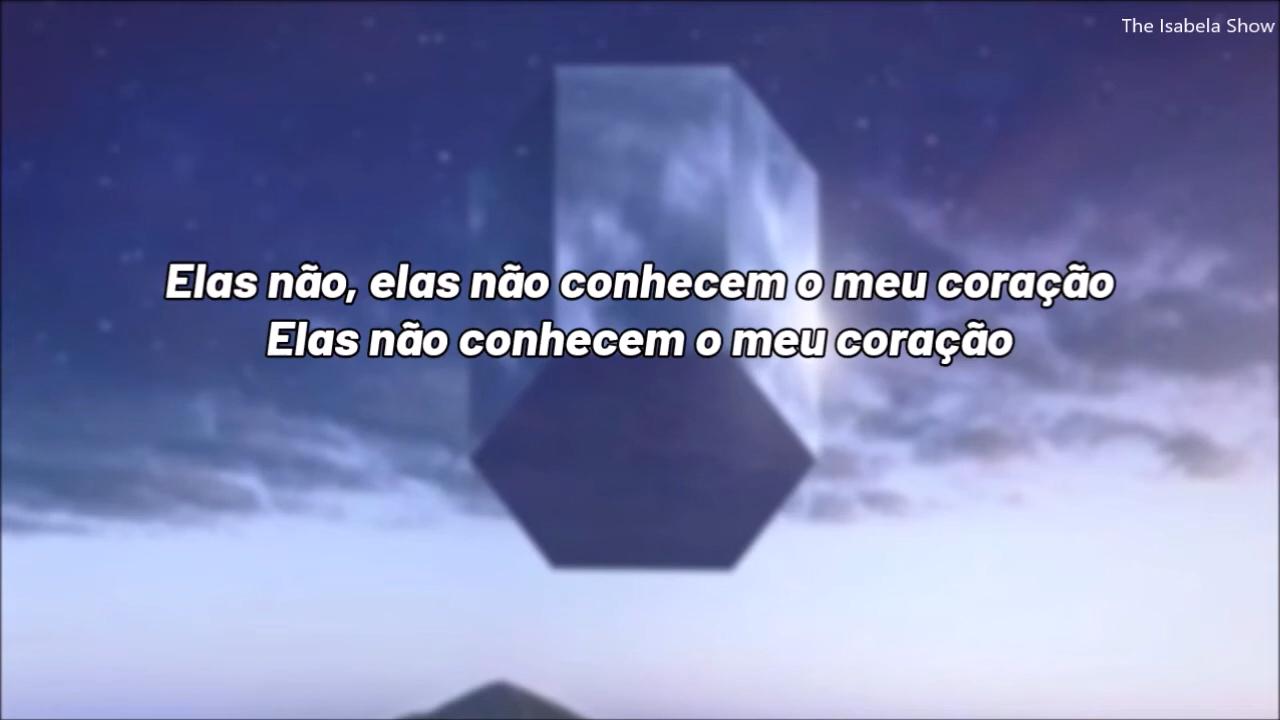 The Isabela Show
Elas não, elas não conhecem o meu coração
Elas não conhecem o meu coração